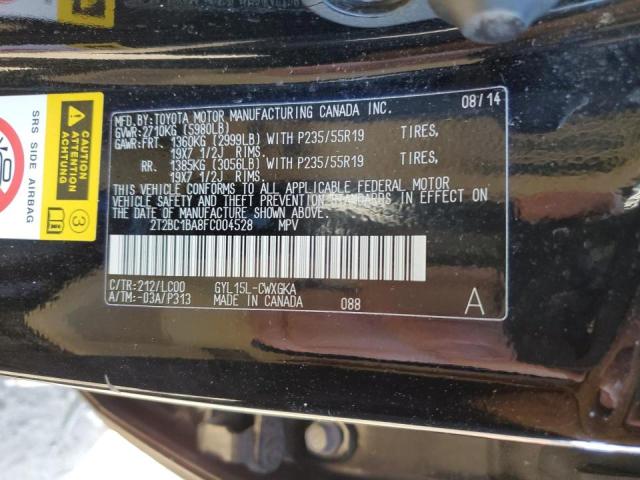 MFD. BY: TOYOTA MOTOR MANUFACTURING CANADA INC. 08/14
GVWR: 2710KG (5980LB)
GAWR: FRT. 1360KG (2999LB) WITH P235/55R19 TIRES,
19X7 1/2J RIMS.
RR. 1385KG (3056LB) WITH P235/55R19 TIRES,
19X7 1/2J RIMS.
THIS VEHICLE CONFORMS TO ALL APPLICABLE FEDERAL MOTOR
VEHICLE SAFETY AND THEFT PREVENTION STANDARDS IN EFFECT ON
THE DATE OF MANUFACTURE SHOWN ABOVE.
2T2BC1BA8FC004528 MPV
C/TR: 212/LC00 GYL15L-CWXGKA
A/TM: -03A/P313 MADE IN CANADA 088 A
CAUTION
ATTENTION
SRS SIDE AIRBAG
3